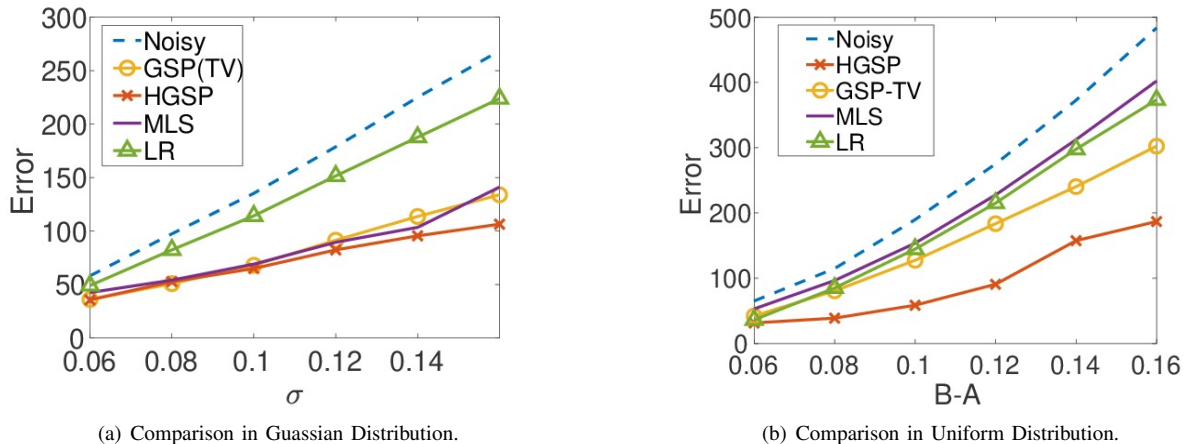 300
250
200
150
100
50
0
Error
Noisy
GSP(TV)
HGSP
MLS
LR
0.06 0.08 0.1 0.12 0.14
σ
(a) Comparison in Guassian Distribution.
500
400
300
200
100
0
Error
Noisy
HGSP
GSP-TV
MLS
LR
0.06 0.08 0.1 0.12 0.14 0.16
B-A
(b) Comparison in Uniform Distribution.